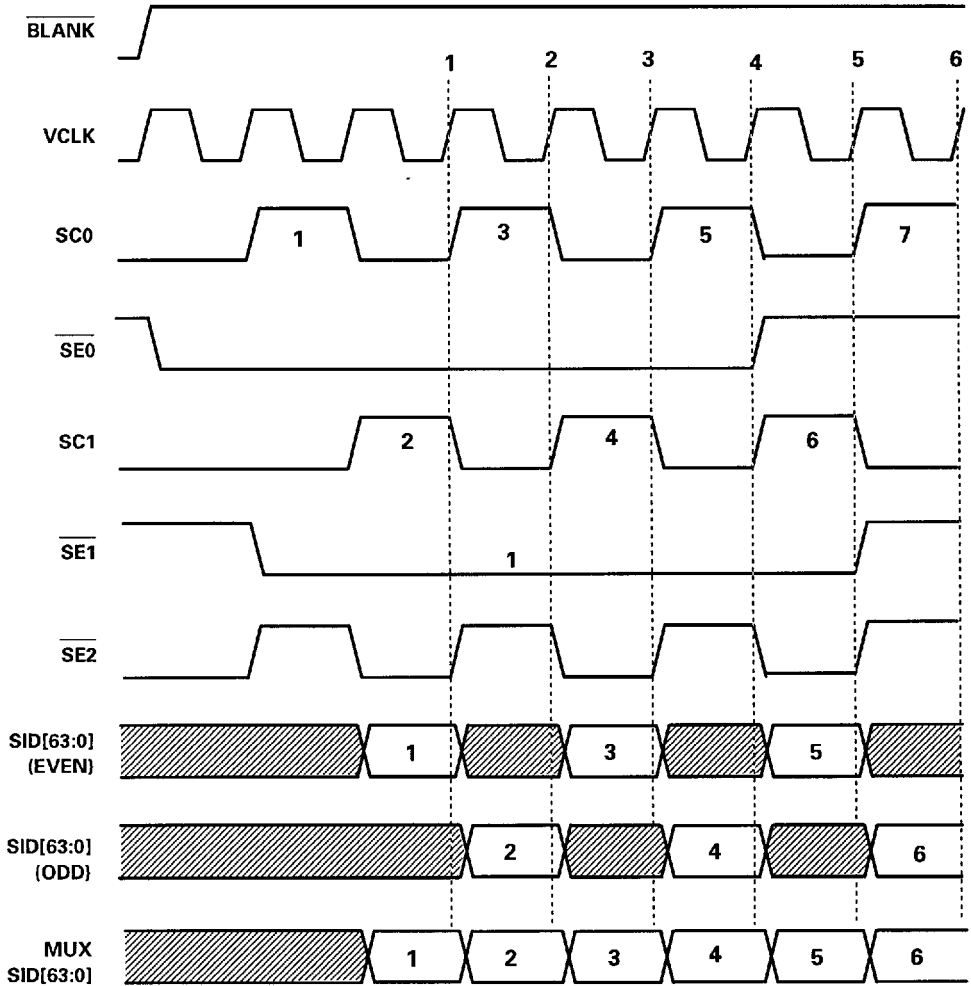 BLANK
1 2 3 4 5 6
VCLK
SC0 1 3 5 7
SE0
SC1 2 4 6
SE1 1
SE2
SID[63:0]
(EVEN) 1 3 5
SID[63:0]
(ODD) 2 4 6
MUX
SID[63:0] 1 2 3 4 5 6